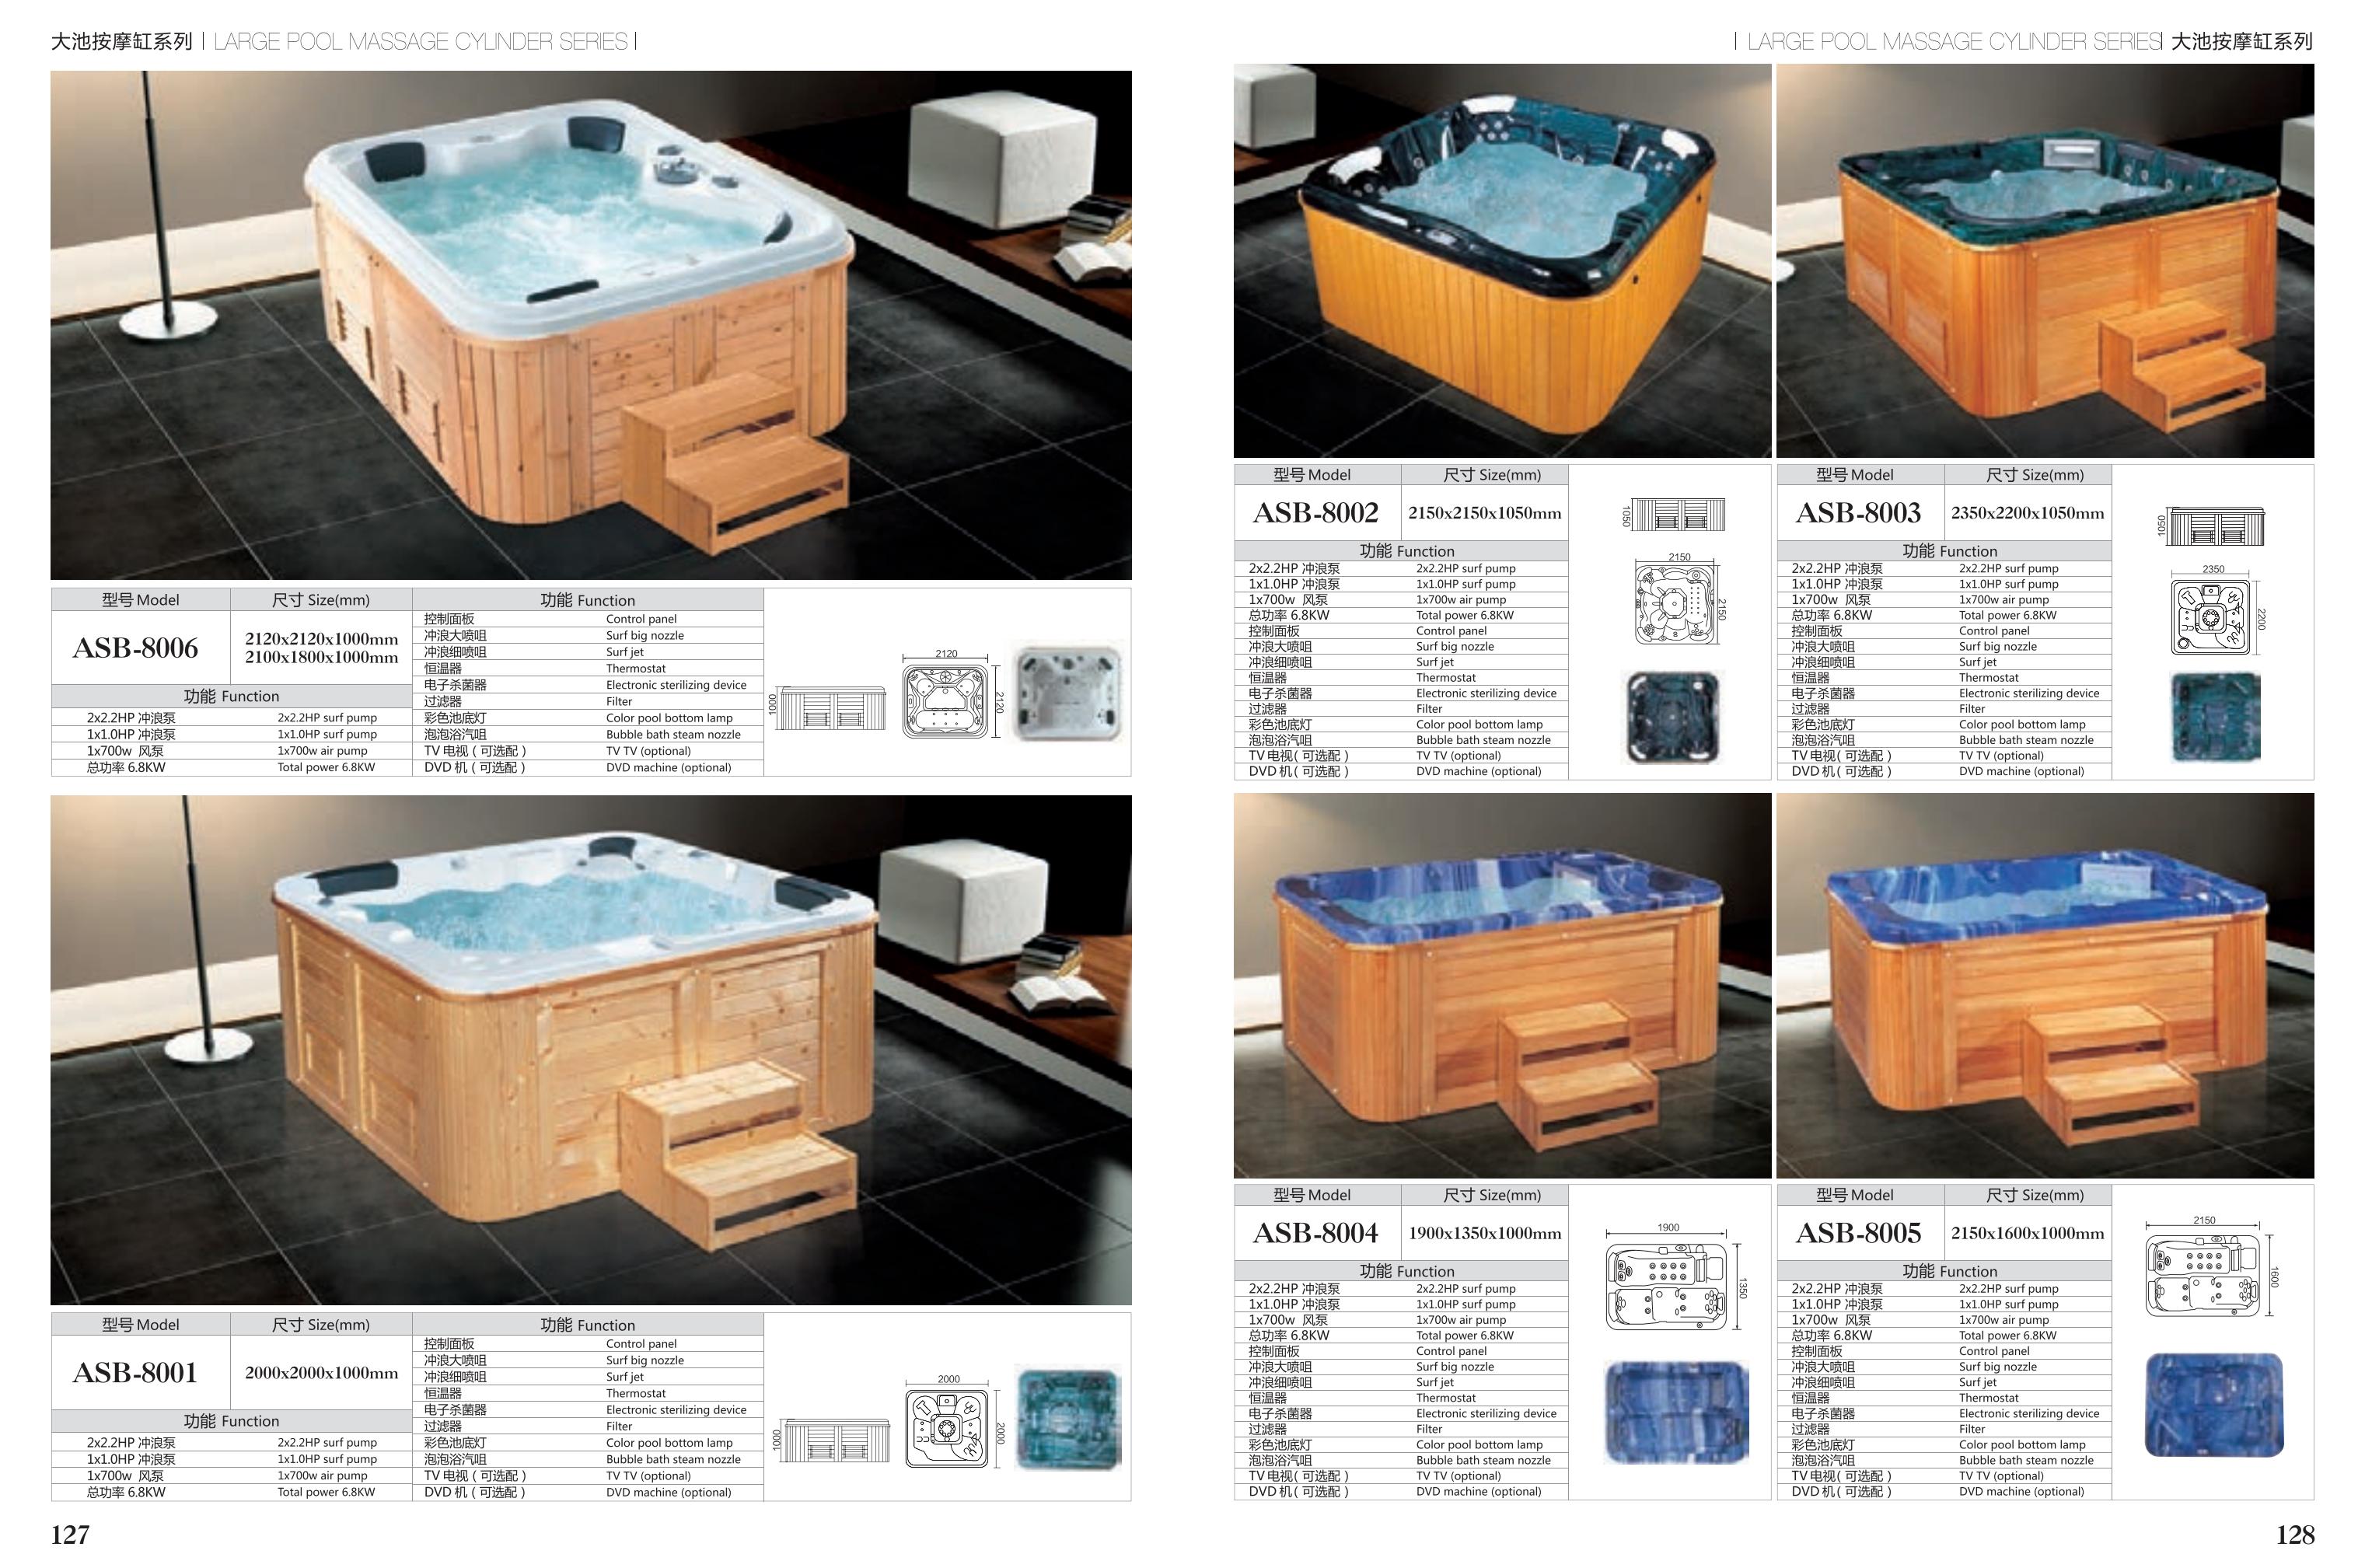 大池按摩缸系列 | LARGE POOL MASSAGE CYLINDER SERIES |
型号 Model 尺寸 Size(mm) 功能 Function
ASB-8006
2120x2120x1000mm
2100x1800x1000mm
功能 Function
2x2.2HP 冲浪泵 2x2.2HP surf pump
1x1.0HP 冲浪泵 1x1.0HP surf pump
1x700w 风泵 1x700w air pump
总功率 6.8KW Total power 6.8KW
控制面板 Control panel
冲浪大喷咀 Surf big nozzle
冲浪细喷咀 Surf jet
恒温器 Thermostat
电子杀菌器 Electronic sterilizing device
过滤器 Filter
彩色池底灯 Color pool bottom lamp
泡泡浴汽咀 Bubble bath steam nozzle
TV 电视 ( 可选配 ) TV TV (optional)
DVD 机 ( 可选配 ) DVD machine (optional)
1000
2120
2120
型号 Model 尺寸 Size(mm) 功能 Function
ASB-8001
2000x2000x1000mm
功能 Function
2x2.2HP 冲浪泵 2x2.2HP surf pump
1x1.0HP 冲浪泵 1x1.0HP surf pump
1x700w 风泵 1x700w air pump
总功率 6.8KW Total power 6.8KW
控制面板 Control panel
冲浪大喷咀 Surf big nozzle
冲浪细喷咀 Surf jet
恒温器 Thermostat
电子杀菌器 Electronic sterilizing device
过滤器 Filter
彩色池底灯 Color pool bottom lamp
泡泡浴汽咀 Bubble bath steam nozzle
TV 电视 ( 可选配 ) TV TV (optional)
DVD 机 ( 可选配 ) DVD machine (optional)
1000
2000
2000
127
| LARGE POOL MASSAGE CYLINDER SERIES| 大池按摩缸系列
型号 Model 尺寸 Size(mm)
ASB-8002 2150x2150x1050mm
功能 Function
2x2.2HP 冲浪泵 2x2.2HP surf pump
1x1.0HP 冲浪泵 1x1.0HP surf pump
1x700w 风泵 1x700w air pump
总功率 6.8KW Total power 6.8KW
控制面板 Control panel
冲浪大喷咀 Surf big nozzle
冲浪细喷咀 Surf jet
恒温器 Thermostat
电子杀菌器 Electronic sterilizing device
过滤器 Filter
彩色池底灯 Color pool bottom lamp
泡泡浴汽咀 Bubble bath steam nozzle
TV 电视( 可选配 ) TV TV (optional)
DVD 机( 可选配 ) DVD machine (optional)
1050
2150
2150
型号 Model 尺寸 Size(mm)
ASB-8003 2350x2200x1050mm
功能 Function
2x2.2HP 冲浪泵 2x2.2HP surf pump
1x1.0HP 冲浪泵 1x1.0HP surf pump
1x700w 风泵 1x700w air pump
总功率 6.8KW Total power 6.8KW
控制面板 Control panel
冲浪大喷咀 Surf big nozzle
冲浪细喷咀 Surf jet
恒温器 Thermostat
电子杀菌器 Electronic sterilizing device
过滤器 Filter
彩色池底灯 Color pool bottom lamp
泡泡浴汽咀 Bubble bath steam nozzle
TV 电视( 可选配 ) TV TV (optional)
DVD 机( 可选配 ) DVD machine (optional)
1050
2350
2200
型号 Model 尺寸 Size(mm)
ASB-8004 1900x1350x1000mm
功能 Function
2x2.2HP 冲浪泵 2x2.2HP surf pump
1x1.0HP 冲浪泵 1x1.0HP surf pump
1x700w 风泵 1x700w air pump
总功率 6.8KW Total power 6.8KW
控制面板 Control panel
冲浪大喷咀 Surf big nozzle
冲浪细喷咀 Surf jet
恒温器 Thermostat
电子杀菌器 Electronic sterilizing device
过滤器 Filter
彩色池底灯 Color pool bottom lamp
泡泡浴汽咀 Bubble bath steam nozzle
TV 电视( 可选配 ) TV TV (optional)
DVD 机( 可选配 ) DVD machine (optional)
1900
1350
型号 Model 尺寸 Size(mm)
ASB-8005 2150x1600x1000mm
功能 Function
2x2.2HP 冲浪泵 2x2.2HP surf pump
1x1.0HP 冲浪泵 1x1.0HP surf pump
1x700w 风泵 1x700w air pump
总功率 6.8KW Total power 6.8KW
控制面板 Control panel
冲浪大喷咀 Surf big nozzle
冲浪细喷咀 Surf jet
恒温器 Thermostat
电子杀菌器 Electronic sterilizing device
过滤器 Filter
彩色池底灯 Color pool bottom lamp
泡泡浴汽咀 Bubble bath steam nozzle
TV 电视( 可选配 ) TV TV (optional)
DVD 机( 可选配 ) DVD machine (optional)
2150
1600
128